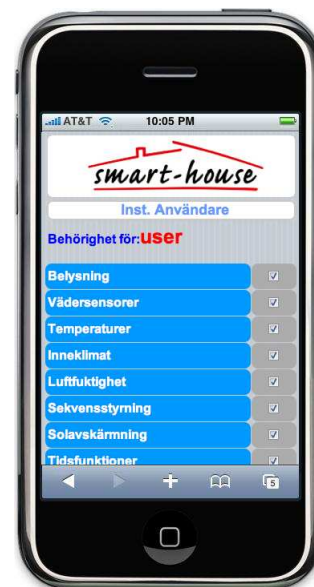 AT&T 10:05 PM
smart-house
Inst. Användare
Behörighet för:user
Belysning
Vädersensorer
Temperaturer
Inneklimat
Luftfuktighet
Sekvensstyrning
Solavskärmning
Tidsfunktioner
5